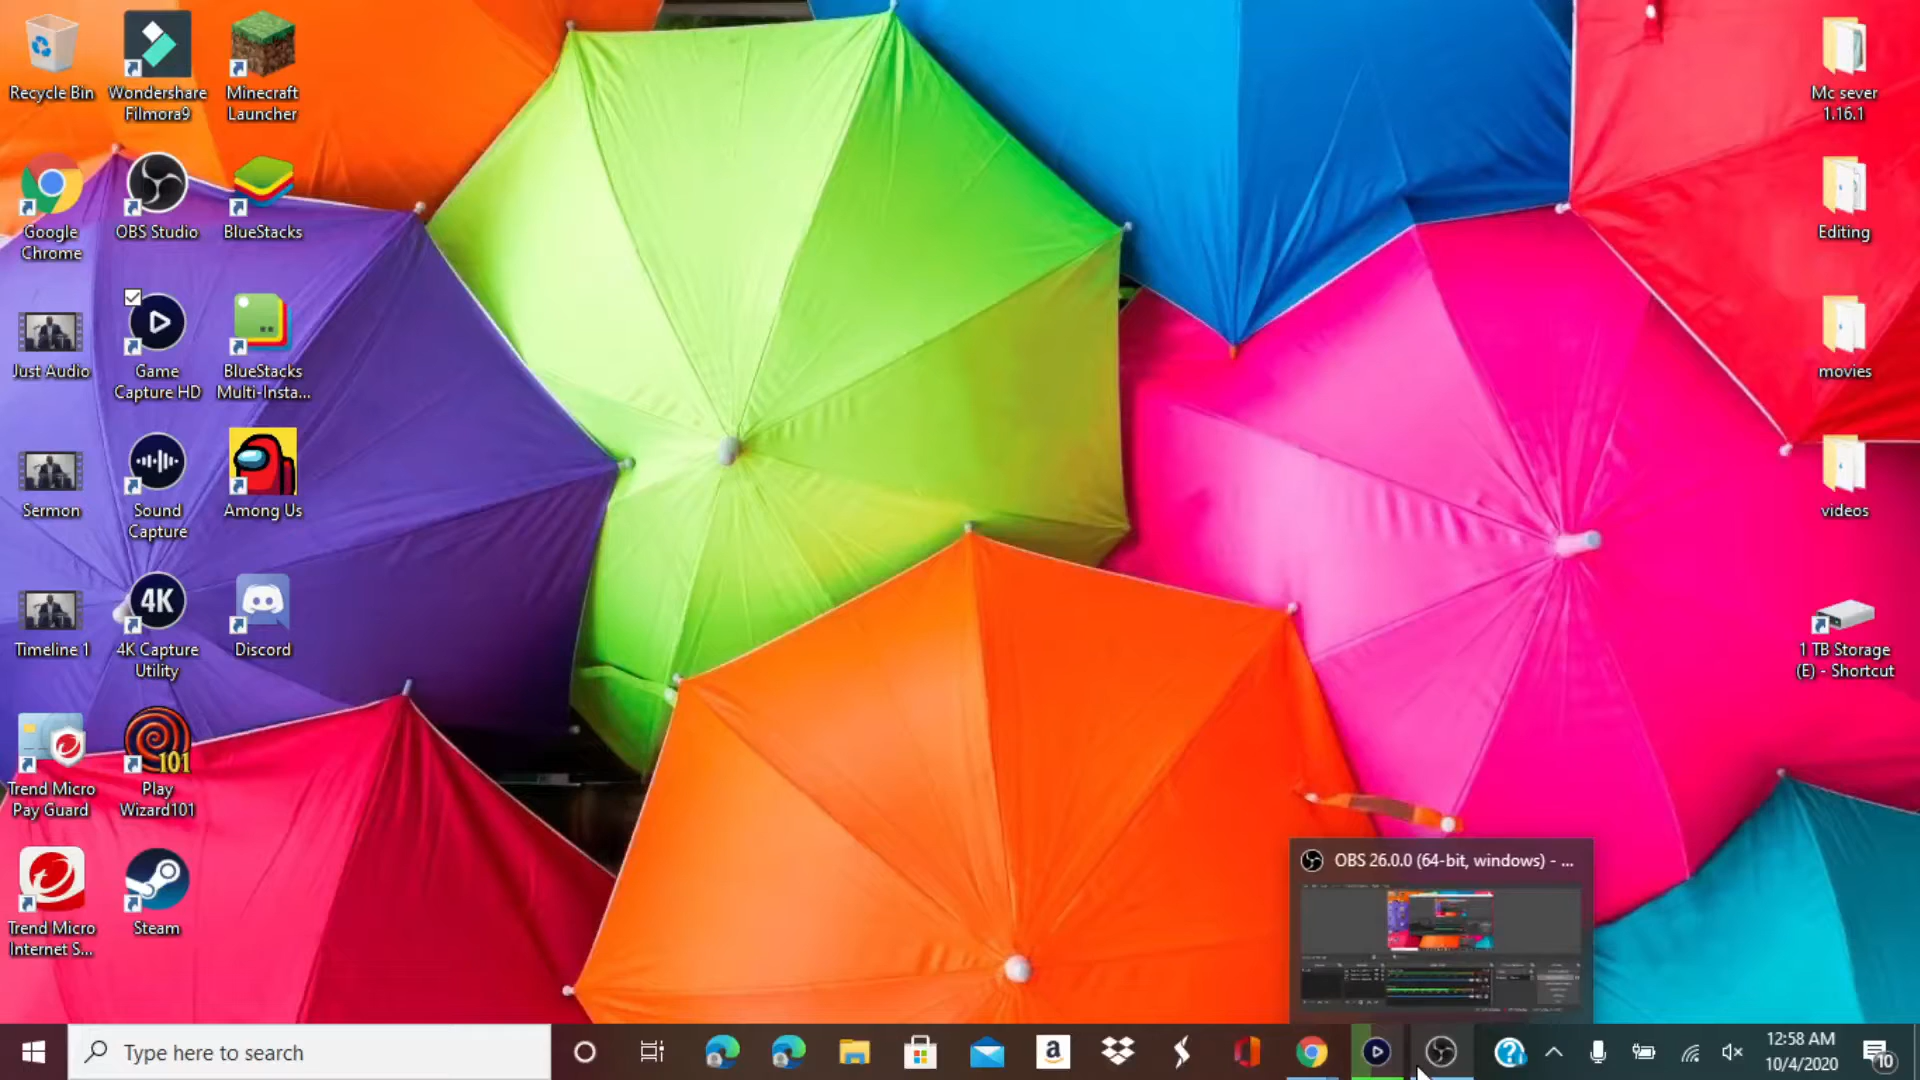 Recycle Bin
Wondershare
Filmora9
Minecraft
Launcher
Google
Chrome
OBS Studio
BlueStacks
Just Audio
Game
Capture HD
BlueStacks
Multi-Insta...
Sermon
Sound
Capture
Among Us
Timeline 1
4K
4K Capture
Utility
Discord
Trend Micro
Pay Guard
101
Play
Wizard101
Trend Micro
Internet S...
Steam
Mc sever
1.16.1
Editing
movies
videos
1 TB Storage
(E) - Shortcut
OBS 26.0.0 (64-bit, windows) - ...
Type here to search
a
?
12:58 AM
10/4/2020
10